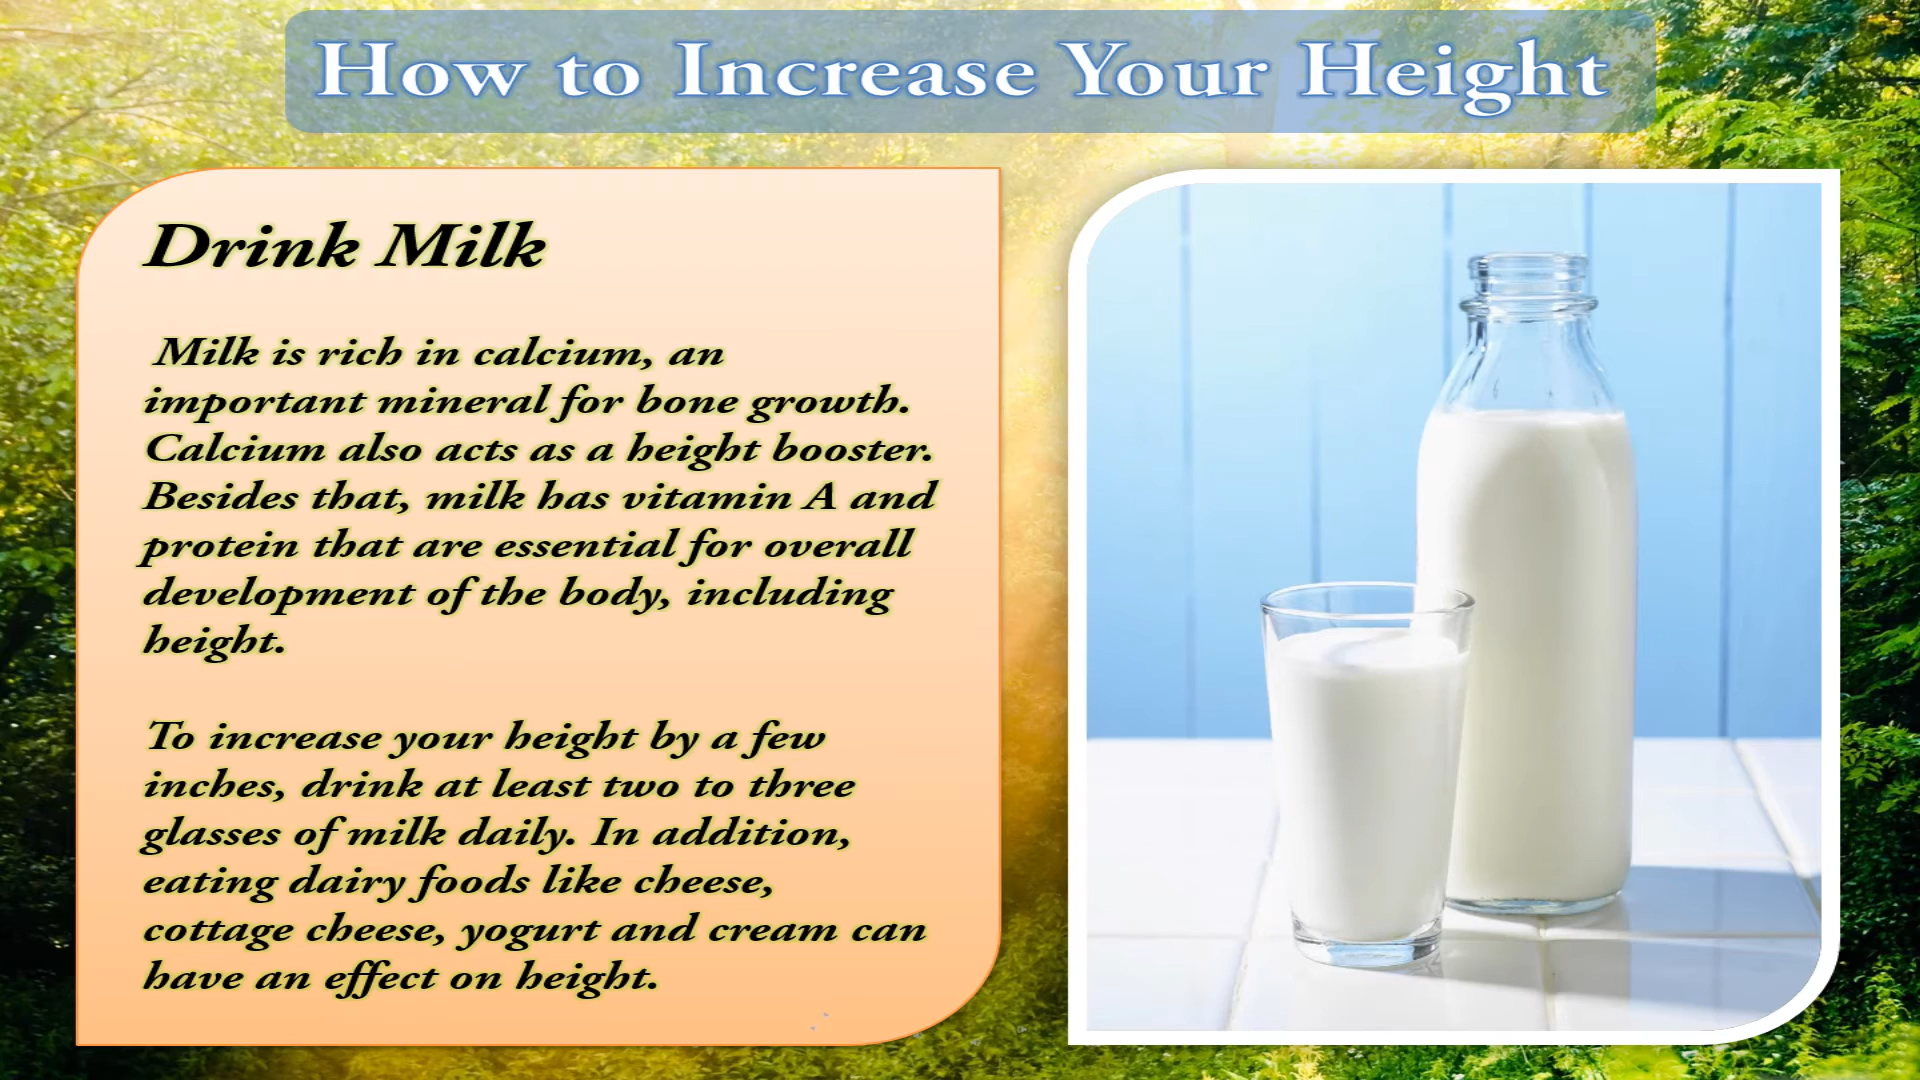 How to Increase Your Height
Drink Milk
Milk is rich in calcium, an
important mineral for bone growth.
Calcium also acts as a height booster.
Besides that, milk has vitamin A and
protein that are essential for overall
development of the body, including
height.
To increase your height by a few
inches, drink at least two to three
glasses of milk daily. In addition,
eating dairy foods like cheese,
cottage cheese, yogurt and cream can
have an effect on height.